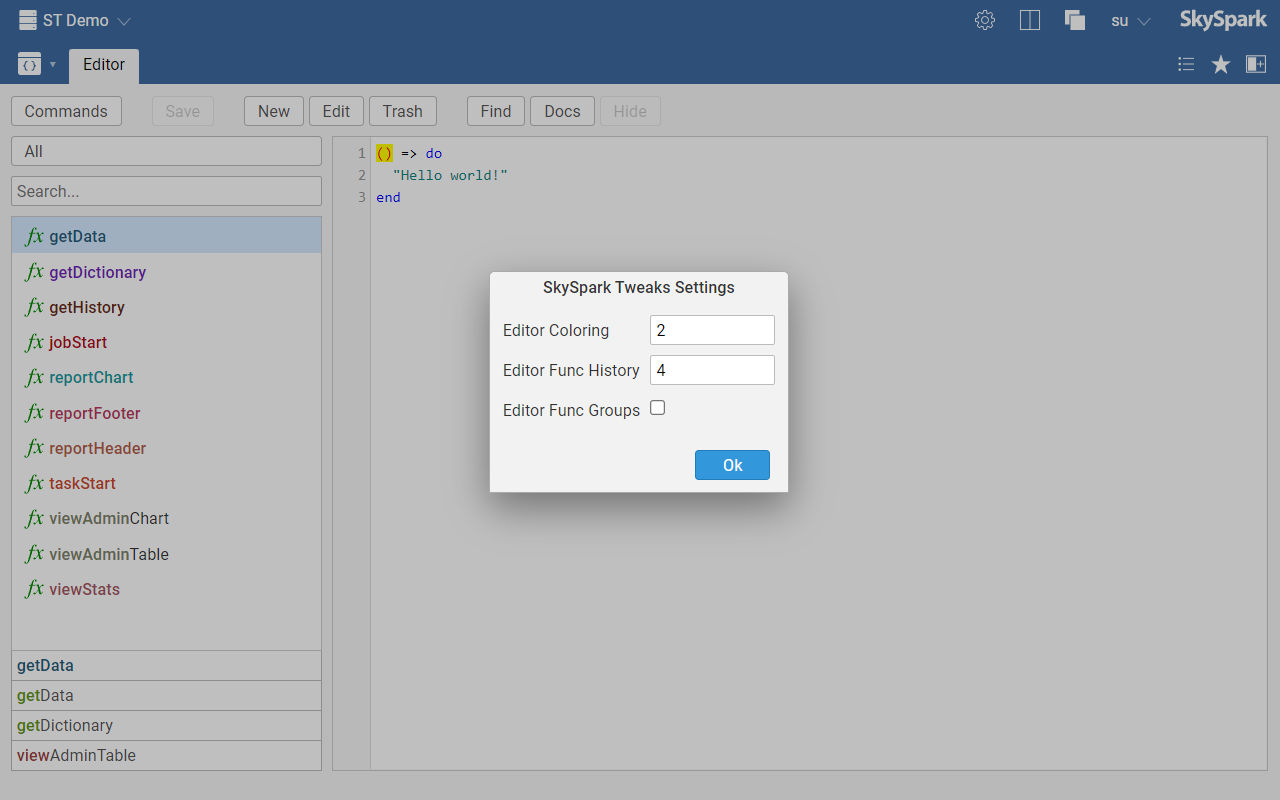 ST Demo su SkySpark
Editor
Commands Save New Edit Trash Find Docs Hide
All
Search...
fx getData
fx getDictionary
fx getHistory
fx jobStart
fx reportChart
fx reportFooter
fx reportHeader
fx taskStart
fx viewAdminChart
fx viewAdminTable
fx viewStats
getData
getData
getDictionary
viewAdminTable
1 () => do
2 "Hello world!"
3 end
SkySpark Tweaks Settings
Editor Coloring 2
Editor Func History 4
Editor Func Groups
Ok